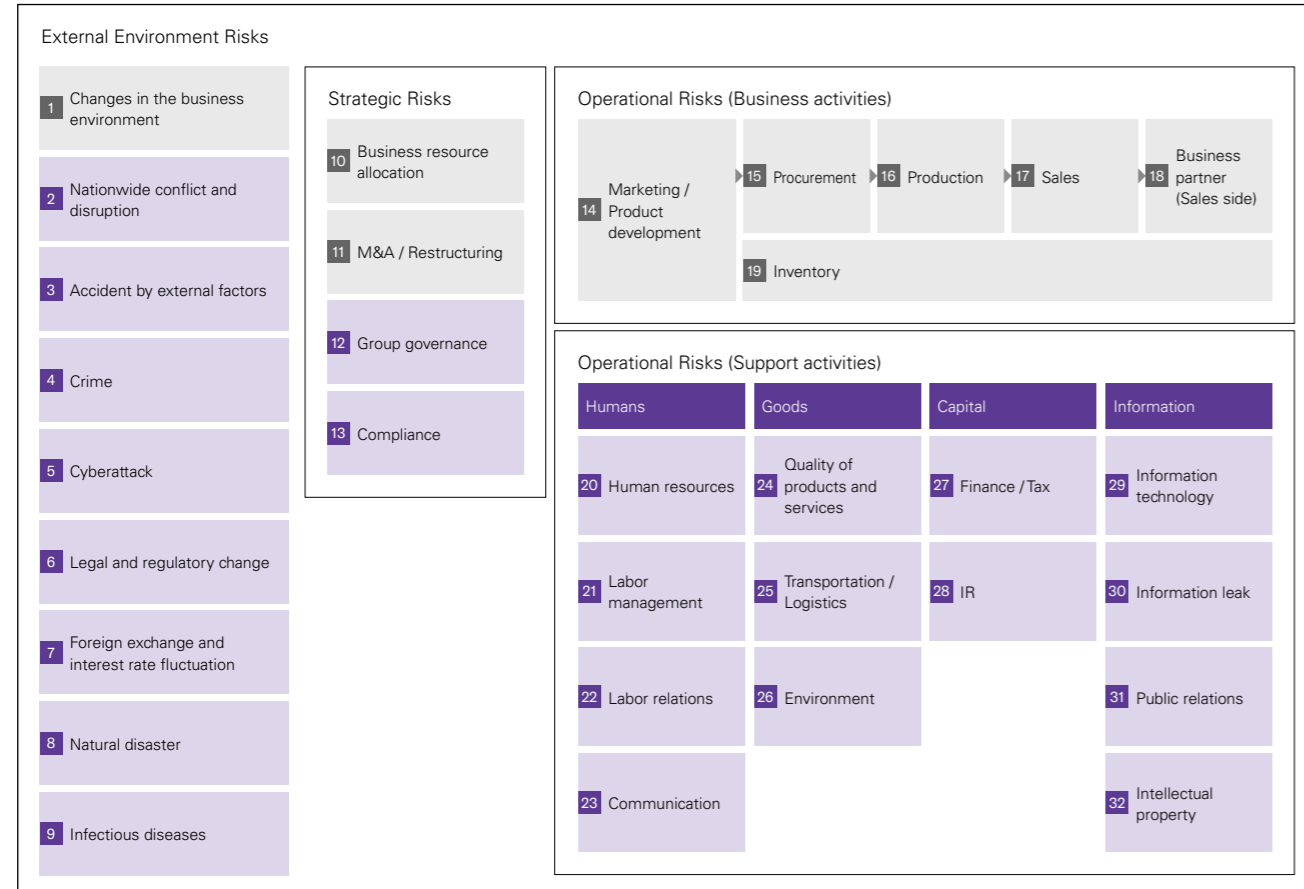 External Environment Risks
1
Changes in the business
environment
2
Nationwide conflict and
disruption
3
Accident by external factors
4
Crime
5
Cyberattack
6
Legal and regulatory change
7
Foreign exchange and
interest rate fluctuation
8
Natural disaster
9
Infectious diseases
Strategic Risks
10
Business resource
allocation
11
M&A / Restructuring
12
Group governance
13
Compliance
Operational Risks (Business activities)
14
Marketing /
Product
development
15
Procurement
16
Production
17
Sales
18
Business
partner
(Sales side)
19
Inventory
Operational Risks (Support activities)
Humans
20
Human resources
21
Labor
management
22
Labor relations
23
Communication
Goods
24
Quality of
products and
services
25
Transportation /
Logistics
26
Environment
Capital
27
Finance / Tax
28
IR
Information
29
Information
technology
30
Information leak
31
Public relations
32
Intellectual
property